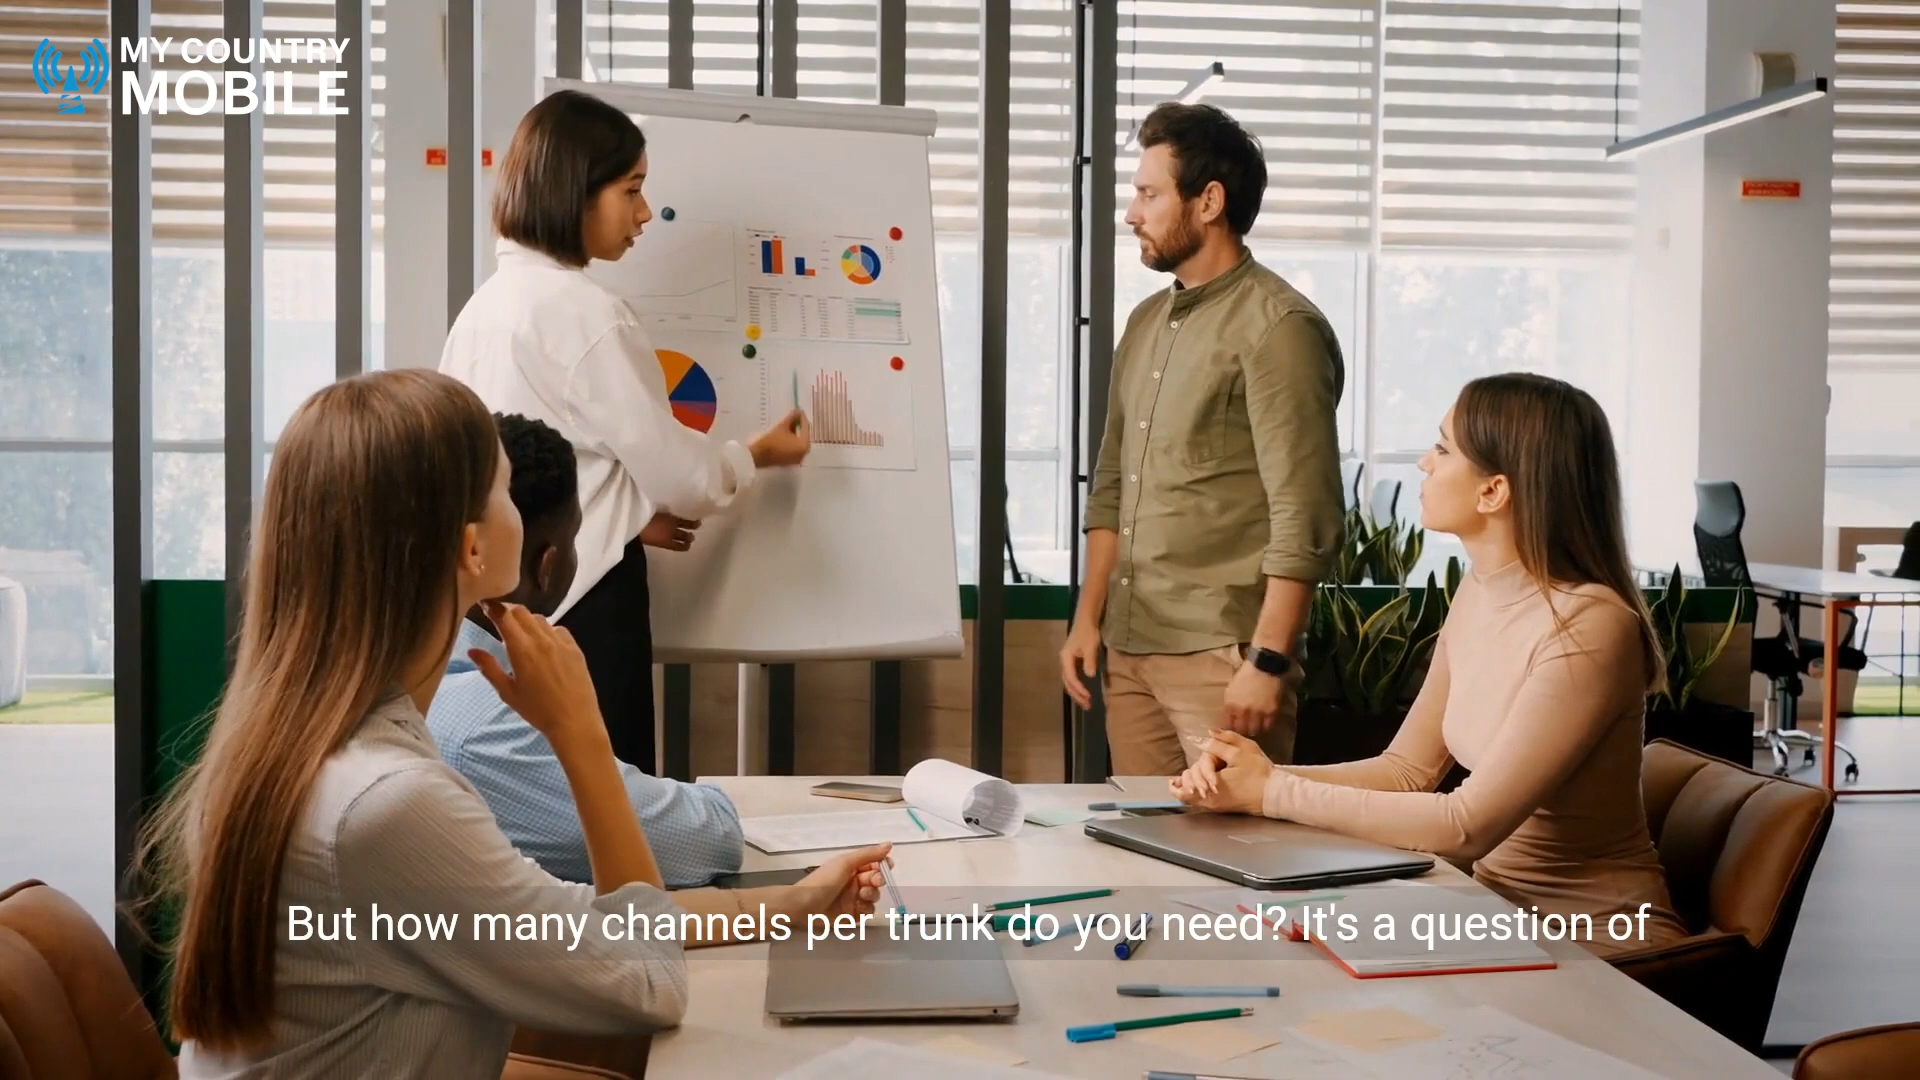 MY COUNTRY
MOBILE
But how many channels per trunk do you need? It's a question of